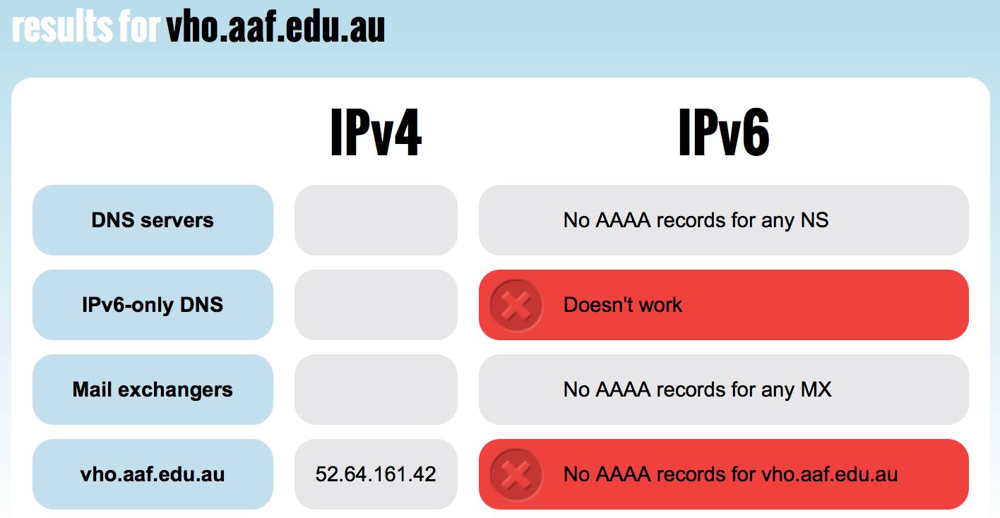 results for vho.aaf.edu.au
IPv4 IPv6
DNS servers No AAAA records for any NS
IPv6-only DNS Doesn't work
Mail exchangers No AAAA records for any MX
vho.aaf.edu.au 52.64.161.42 No AAAA records for vho.aaf.edu.au